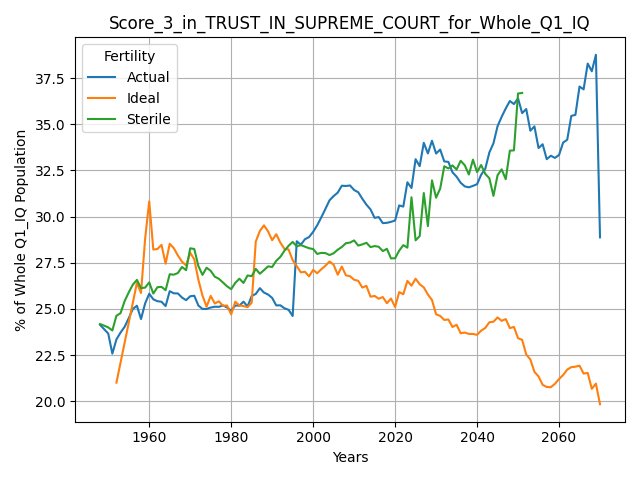 Score_3_in_TRUST_IN_SUPREME_COURT_for_Whole_Q1_IQ
Fertility
Actual
Ideal
Sterile
% of Whole Q1_IQ Population
37.5
35.0
32.5
30.0
27.5
25.0
22.5
20.0
1960 1980 2000 2020 2040 2060
Years